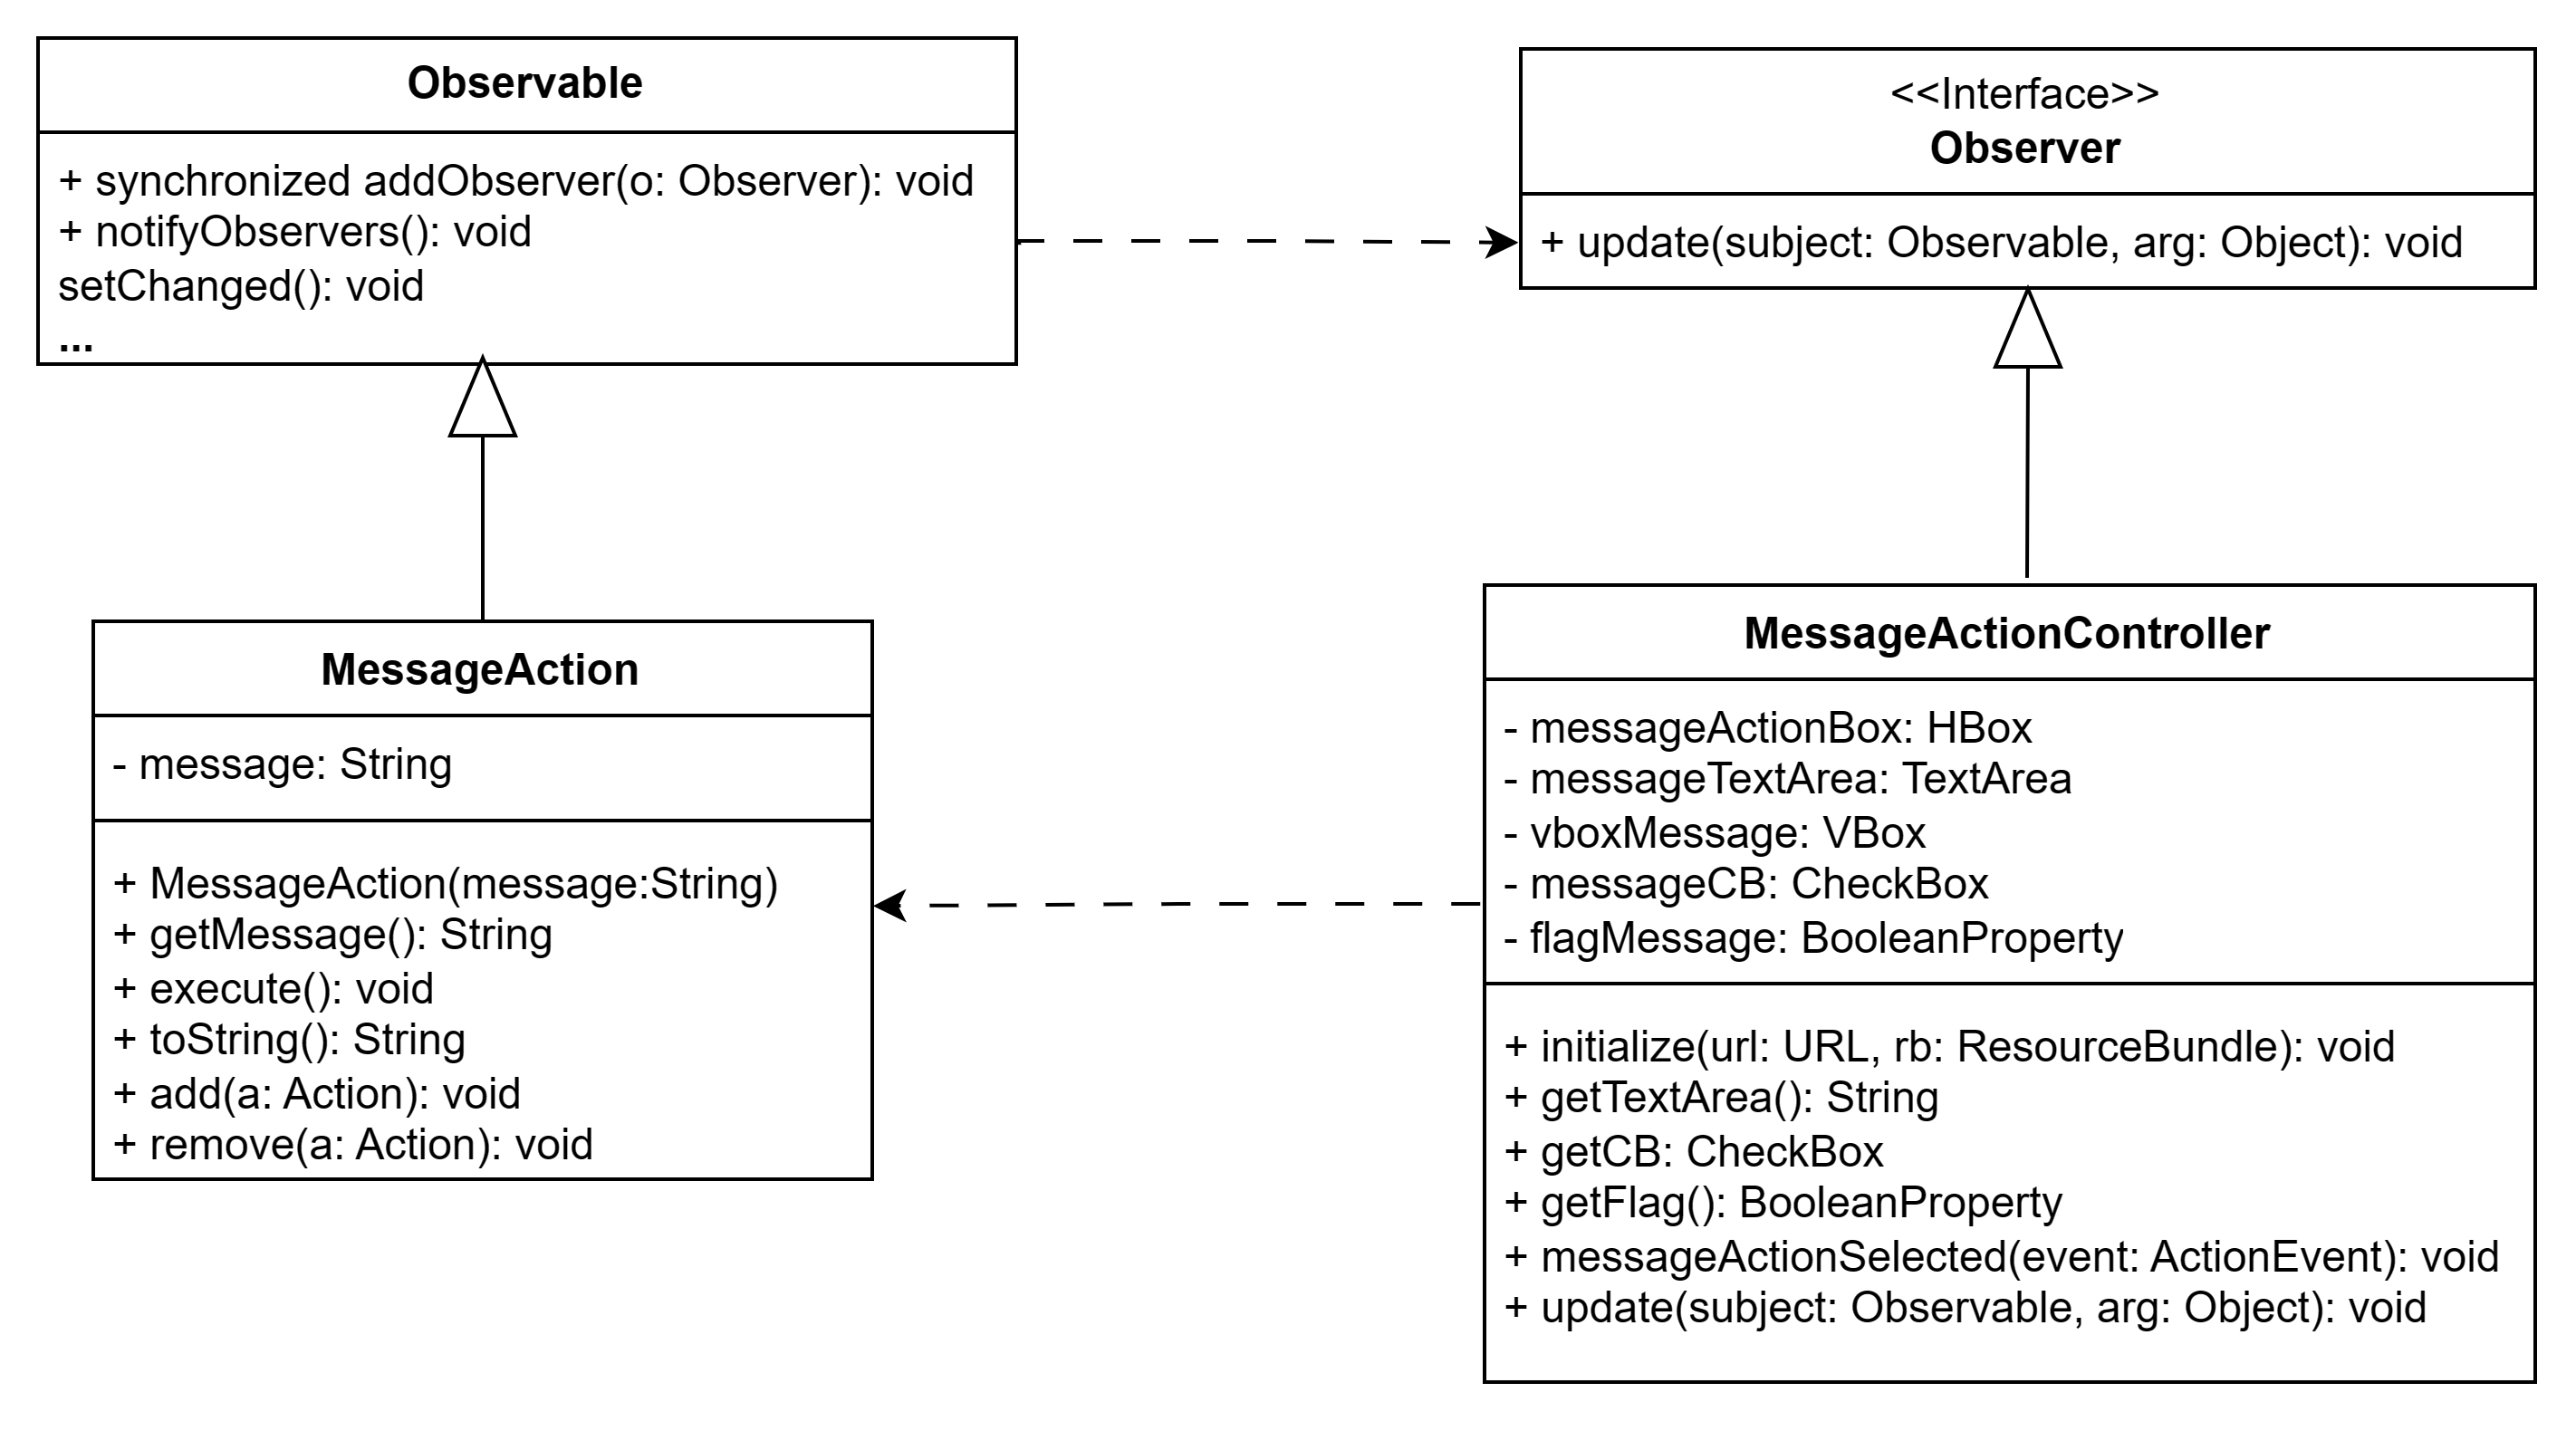 Observable
+ synchronized addObserver(o: Observer): void
+ notifyObservers(): void
setChanged(): void
...
<<Interface>>
Observer
+ update(subject: Observable, arg: Object): void
MessageAction
- message: String
+ MessageAction(message:String)
+ getMessage(): String
+ execute(): void
+ toString(): String
+ add(a: Action): void
+ remove(a: Action): void
MessageActionController
- messageActionBox: HBox
- messageTextArea: TextArea
- vboxMessage: VBox
- messageCB: CheckBox
- flagMessage: BooleanProperty
+ initialize(url: URL, rb: ResourceBundle): void
+ getTextArea(): String
+ getCB: CheckBox
+ getFlag(): BooleanProperty
+ messageActionSelected(event: ActionEvent): void
+ update(subject: Observable, arg: Object): void